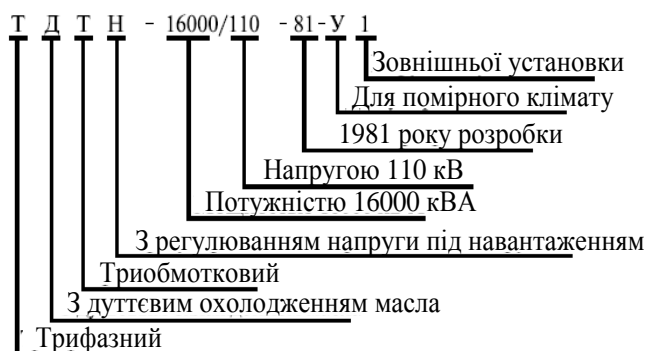 Т Д Т Н - 16000/110 - 81-У 1
Зовнішньої установки
Для помірного клімату
1981 року розробки
Напругою 110 кВ
Потужністю 16000 кВА
З регулюванням напруги під навантаженням
Триобмотковий
З дуттєвим охолодженням масла
Трифазний